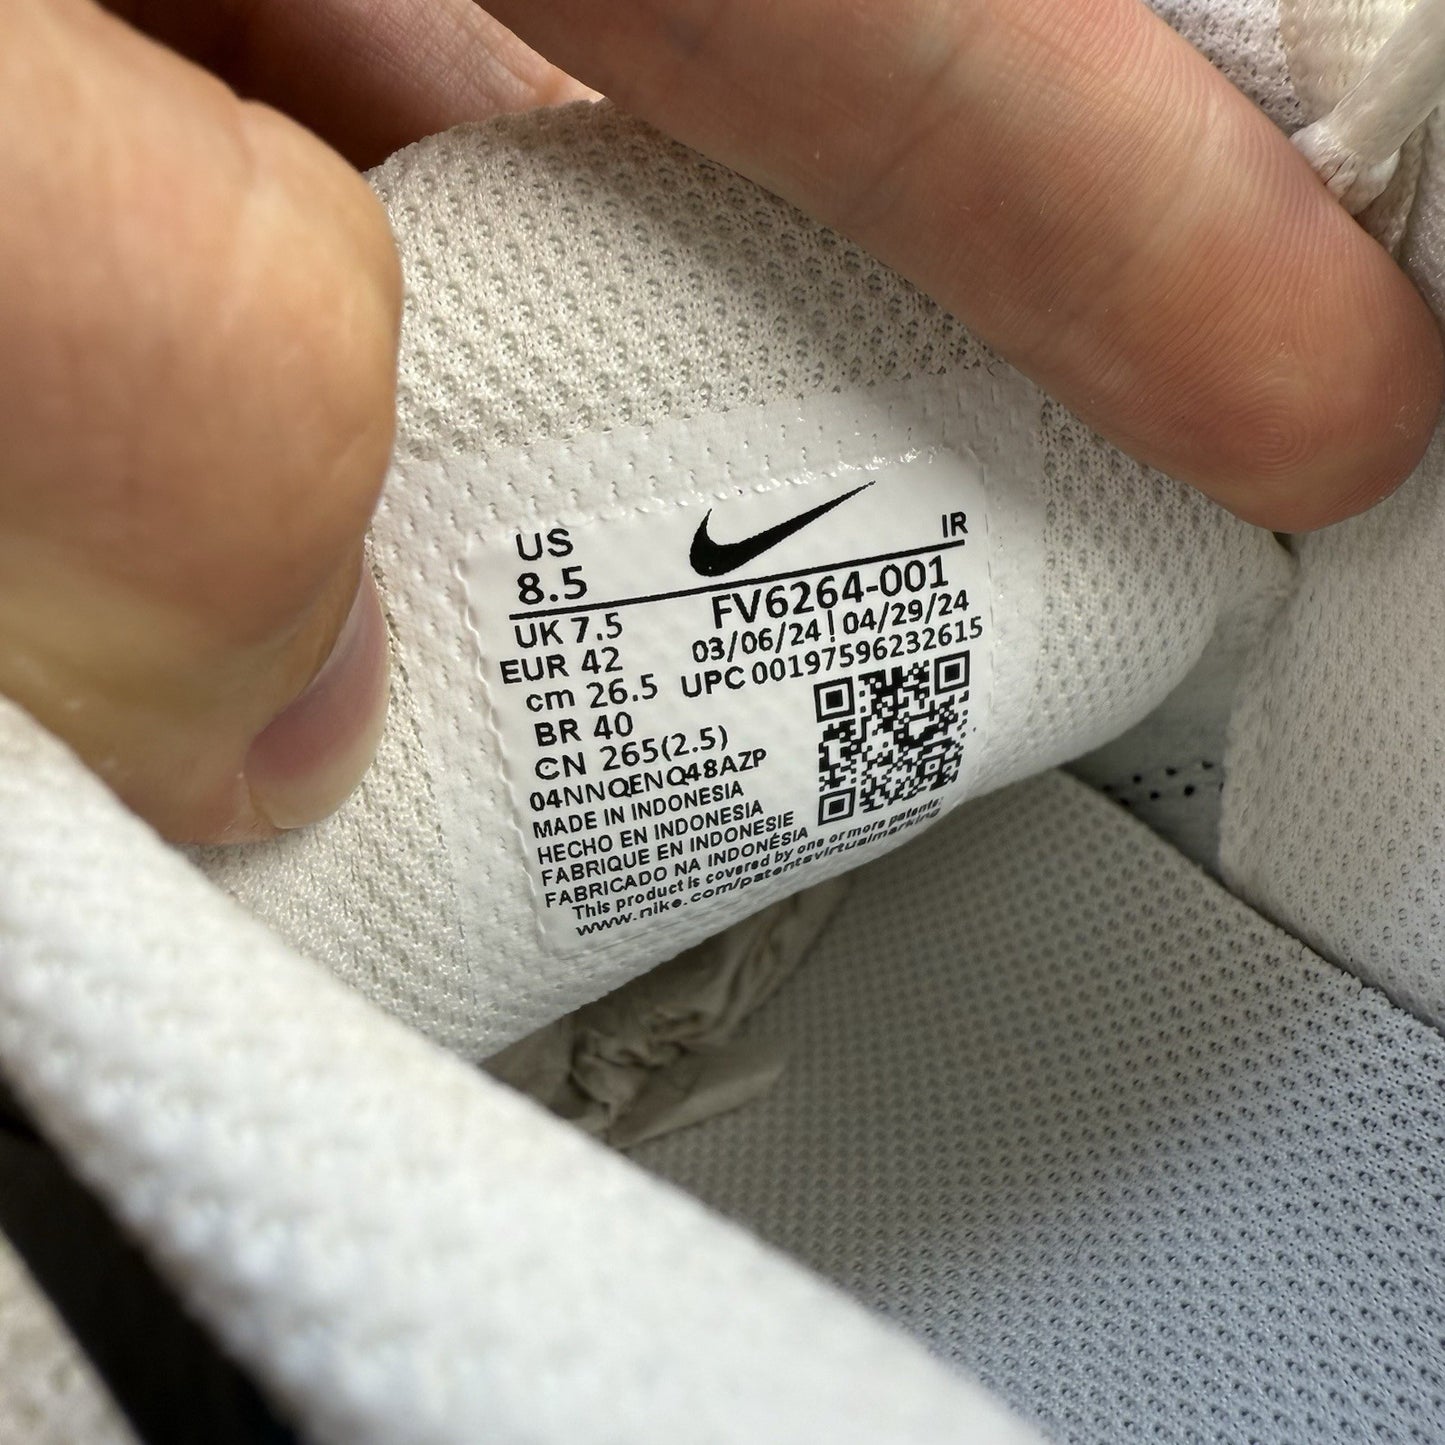 US
IR
8.5
FV6264-001
UK 7.5
03/06/24 | 04/29/24
EUR 42
UPC 00197596232615
cm 26.5
BR 40
CN 265(2.5)
04NNQENQ48AZP
MADE IN INDONESIA
HECHO EN INDONESIA
FABRIQUE EN INDONESIE
FABRICADO NA INDONÉSIA
This product is covered by one or more patents:
www.nike.com/patentsvirtualmarking